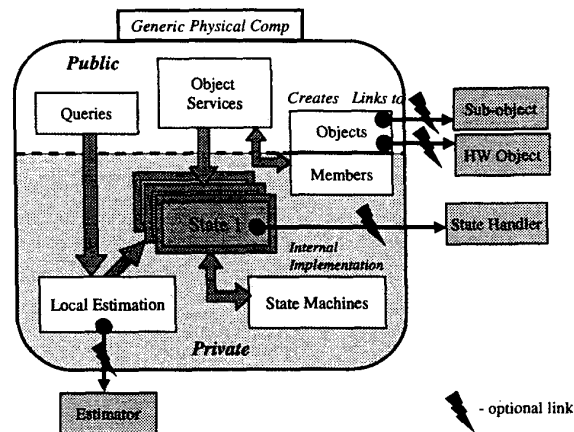 Generic Physical Comp
Public
Queries
Object
Services
Creates Links to
Objects
Members
Sub-object
HW Object
State 1
State Handler
Internal
Implementation
Local Estimation
State Machines
Private
Estimator
- optional link